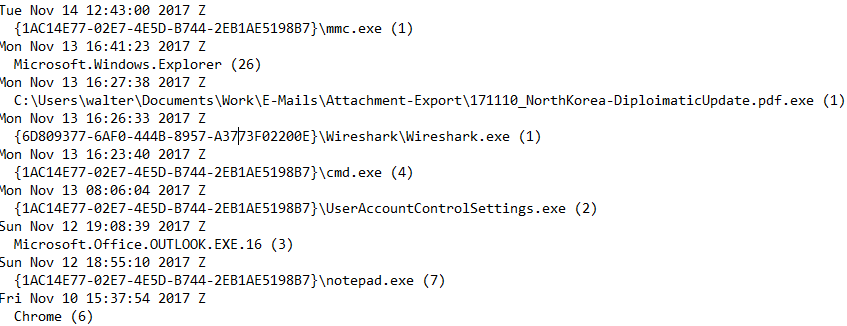 Tue Nov 14 12:43:00 2017 Z
{1AC14E77-02E7-4E5D-B744-2EB1AE5198B7}\mmc.exe (1)
Mon Nov 13 16:41:23 2017 Z
Microsoft.Windows.Explorer (26)
Mon Nov 13 16:27:38 2017 Z
C:\Users\walter\Documents\Work\E-Mails\Attachment-Export\171110_NorthKorea-DiploimaticUpdate.pdf.exe (1)
Mon Nov 13 16:26:33 2017 Z
{6D809377-6AF0-444B-8957-A3773F02200E}\Wireshark\Wireshark.exe (1)
Mon Nov 13 16:23:40 2017 Z
{1AC14E77-02E7-4E5D-B744-2EB1AE5198B7}\cmd.exe (4)
Mon Nov 13 08:06:04 2017 Z
{1AC14E77-02E7-4E5D-B744-2EB1AE5198B7}\UserAccountControlSettings.exe (2)
Sun Nov 12 19:08:39 2017 Z
Microsoft.Office.OUTLOOK.EXE.16 (3)
Sun Nov 12 18:55:10 2017 Z
{1AC14E77-02E7-4E5D-B744-2EB1AE5198B7}\notepad.exe (7)
Fri Nov 10 15:37:54 2017 Z
Chrome (6)